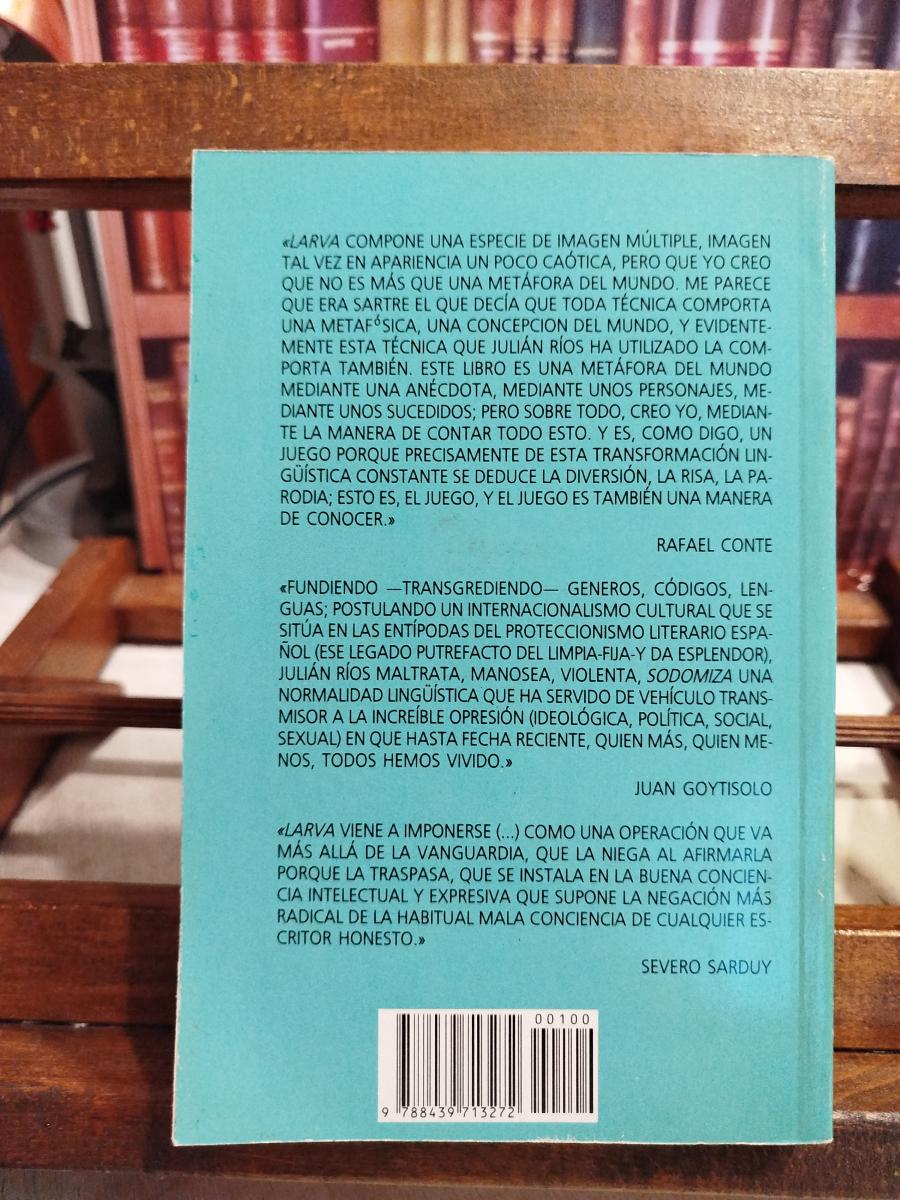 «LARVA COMPONE UNA ESPECIE DE IMAGEN MÚLTIPLE, IMAGEN
TAL VEZ EN APARIENCIA UN POCO CAÓTICA, PERO QUE YO CREO
QUE NO ES MÁS QUE UNA METÁFORA DEL MUNDO. ME PARECE
QUE ERA SARTRE EL QUE DECÍA QUE TODA TÉCNICA COMPORTA
UNA METAFóSICA, UNA CONCEPCION DEL MUNDO, Y EVIDENTE-
MENTE ESTA TÉCNICA QUE JULIÁN RÍOS HA UTILIZADO LA COM-
PORTA TAMBIÉN. ESTE LIBRO ES UNA METÁFORA DEL MUNDO
MEDIANTE UNA ANÉCDOTA, MEDIANTE UNOS PERSONAJES, ME-
DIANTE UNOS SUCEDIDOS; PERO SOBRE TODO, CREO YO, MEDIAN-
TE LA MANERA DE CONTAR TODO ESTO. Y ES, COMO DIGO, UN
JUEGO PORQUE PRECISAMENTE DE ESTA TRANSFORMACIÓN LIN-
GÜÍSTICA CONSTANTE SE DEDUCE LA DIVERSIÓN, LA RISA, LA PA-
RODIA; ESTO ES, EL JUEGO, Y EL JUEGO ES TAMBIÉN UNA MANERA
DE CONOCER.»
RAFAEL CONTE
«FUNDIENDO —TRANSGREDIENDO— GENEROS, CÓDIGOS, LEN-
GUAS; POSTULANDO UN INTERNACIONALISMO CULTURAL QUE SE
SITÚA EN LAS ENTÍPODAS DEL PROTECCIONISMO LITERARIO ESPA-
ÑOL (ESE LEGADO PUTREFACTO DEL LIMPIA-FIJA-Y DA ESPLENDOR),
JULIÁN RÍOS MALTRATA, MANOSEA, VIOLENTA, SODOMIZA UNA
NORMALIDAD LINGÜÍSTICA QUE HA SERVIDO DE VEHÍCULO TRANS-
MISOR A LA INCREÍBLE OPRESIÓN (IDEOLÓGICA, POLÍTICA, SOCIAL,
SEXUAL) EN QUE HASTA FECHA RECIENTE, QUIEN MÁS, QUIEN ME-
NOS, TODOS HEMOS VIVIDO.»
JUAN GOYTISOLO
«LARVA VIENE A IMPONERSE (...) COMO UNA OPERACIÓN QUE VA
MÁS ALLÁ DE LA VANGUARDIA, QUE LA NIEGA AL AFIRMARLA
PORQUE LA TRASPASA, QUE SE INSTALA EN LA BUENA CONCIEN-
CIA INTELECTUAL Y EXPRESIVA QUE SUPONE LA NEGACIÓN MÁS
RADICAL DE LA HABITUAL MALA CONCIENCIA DE CUALQUIER ES-
CRITOR HONESTO.»
SEVERO SARDUY
00100
9 788439 713272